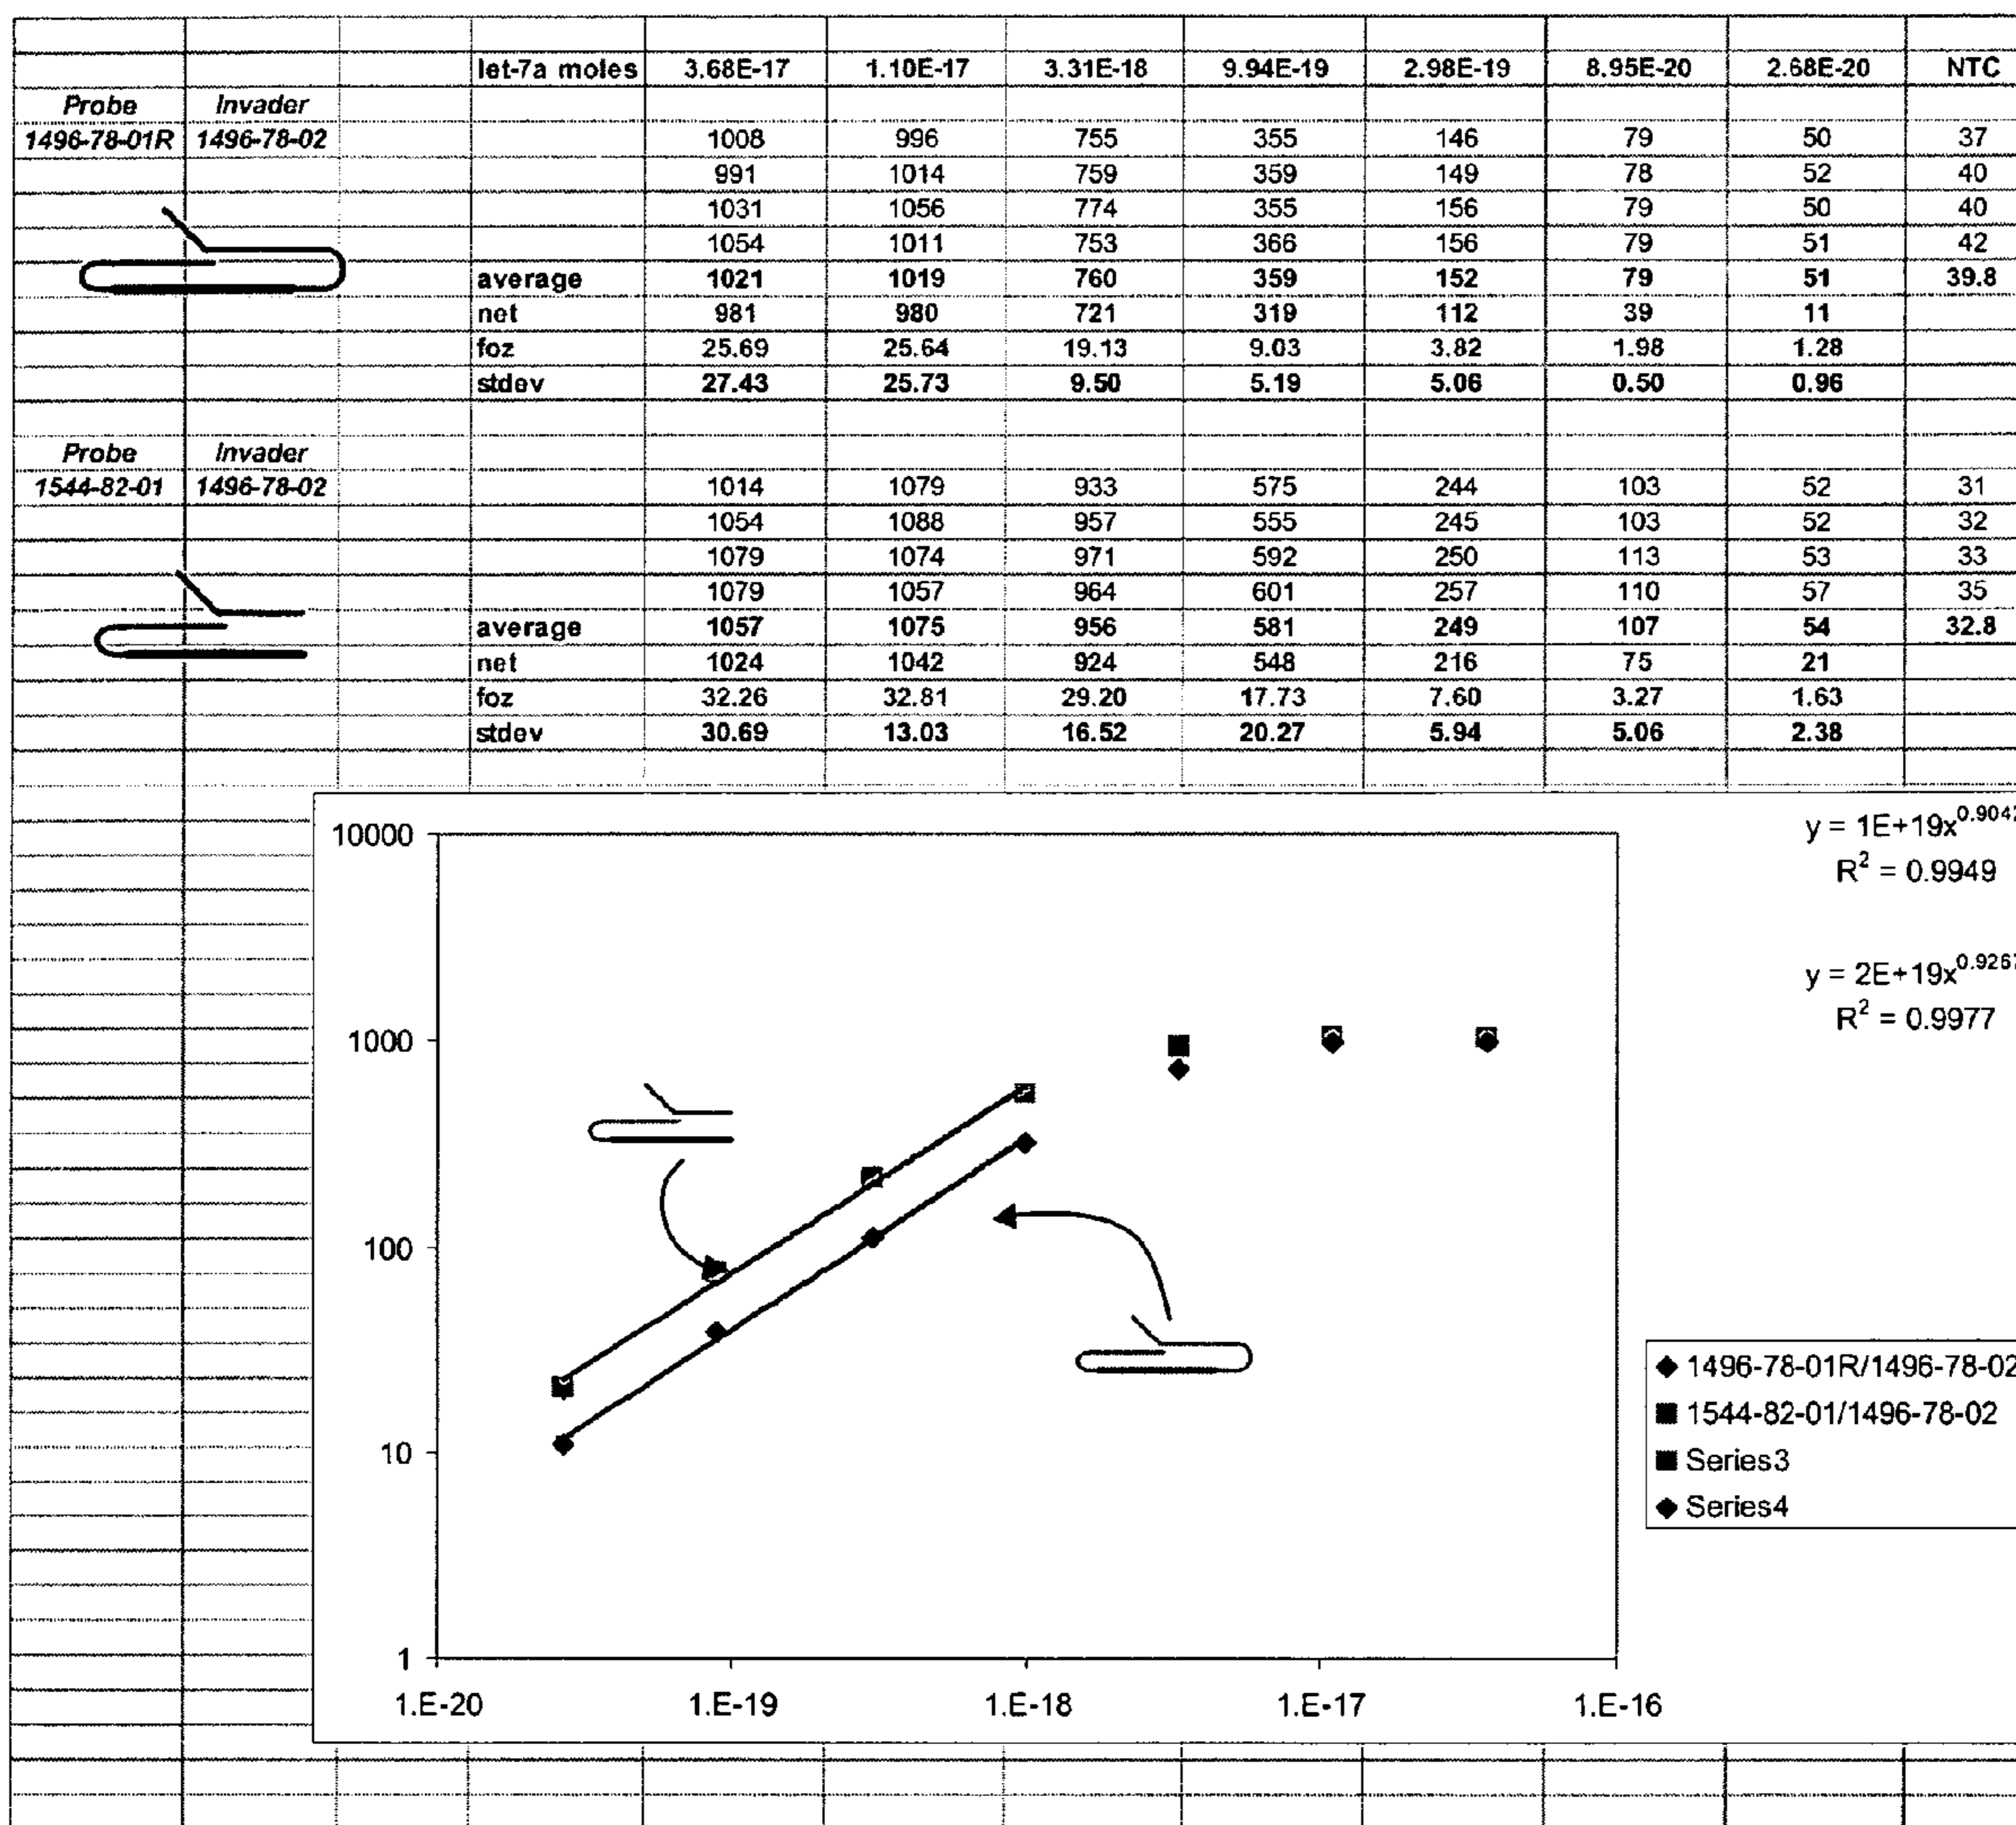 let-7a moles 3.68E-17 1.10E-17 3.31E-18 9.94E-19 2.98E-19 8.95E-20 2.68E-20 NTC
Probe Invader
1496-78-01R 1496-78-02 1008 996 755 355 146 79 50 37
991 1014 759 359 149 78 52 40
1031 1056 774 355 156 79 50 40
1054 1011 753 366 156 79 51 42
average 1021 1019 760 359 152 79 51 39.8
net 981 980 721 319 112 39 11
foz 25.69 25.64 19.13 9.03 3.82 1.98 1.28
stdev 27.43 25.73 9.50 5.19 5.06 0.50 0.96
Probe Invader
1544-82-01 1496-78-02 1014 1079 933 575 244 103 52 31
1054 1088 957 555 245 103 52 32
1079 1074 971 592 250 113 53 33
1079 1057 964 601 257 110 57 35
average 1057 1075 956 581 249 107 54 32.8
net 1024 1042 924 548 216 75 21
foz 32.26 32.81 29.20 17.73 7.60 3.27 1.63
stdev 30.69 13.03 16.52 20.27 5.94 5.06 2.38
y = 1E+19x^0.9042
R² = 0.9949
y = 2E+19x^0.9267
R² = 0.9977
10000
1000
100
10
1
1.E-20 1.E-19 1.E-18 1.E-17 1.E-16
1496-78-01R/1496-78-02
1544-82-01/1496-78-02
Series3
Series4